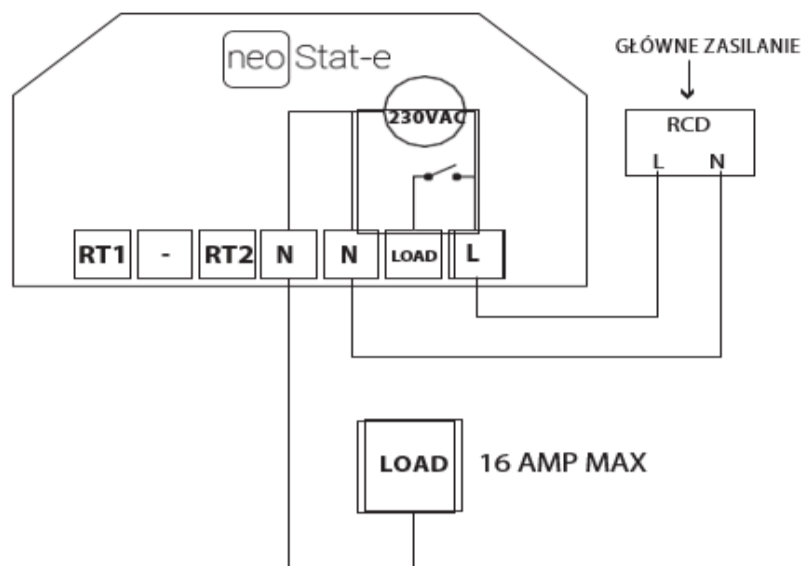 neo Stat-e
GŁÓWNE ZASILANIE
230VAC
RCD
L N
RT1 - RT2 N N LOAD L
LOAD 16 AMP MAX